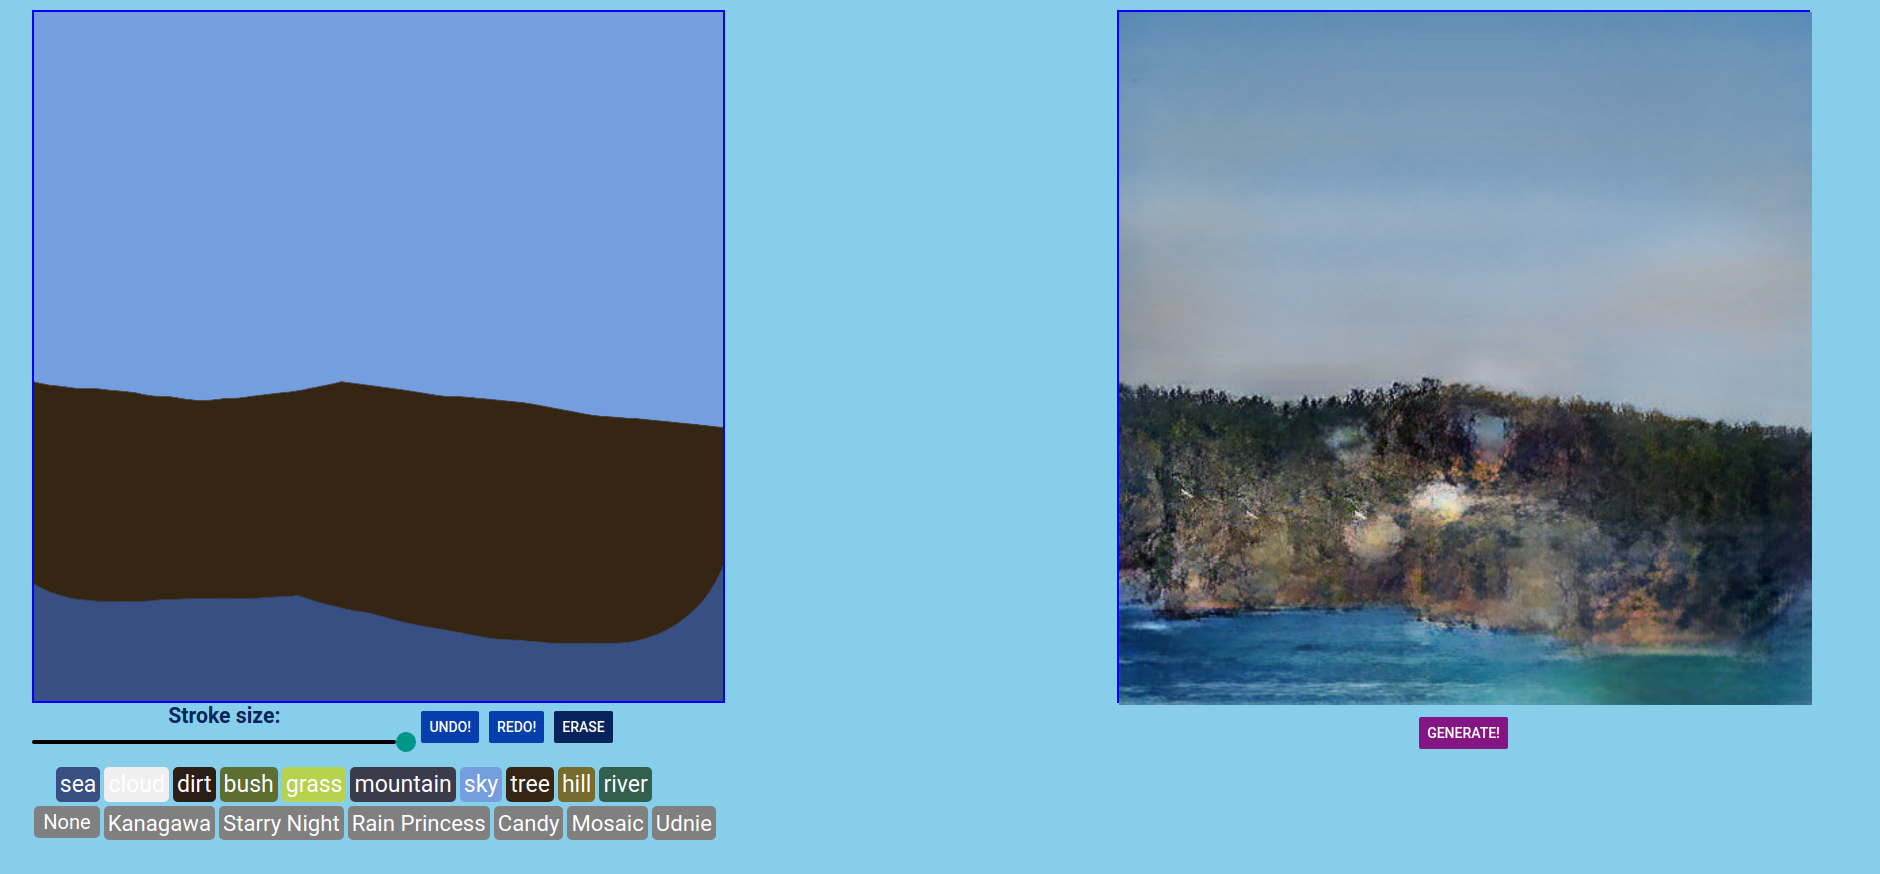 Stroke size:
UNDO! REDO! ERASE
GENERATE!
sea cloud dirt bush grass mountain sky tree hill river
None Kanagawa Starry Night Rain Princess Candy Mosaic Udnie